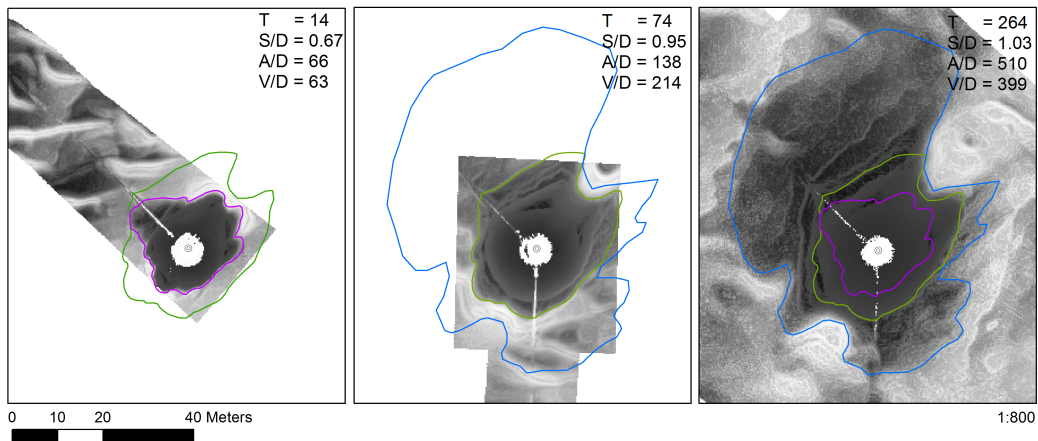 T = 14
S/D = 0.67
A/D = 66
V/D = 63
T = 74
S/D = 0.95
A/D = 138
V/D = 214
T = 264
S/D = 1.03
A/D = 510
V/D = 399
0 10 20 40 Meters
1:800